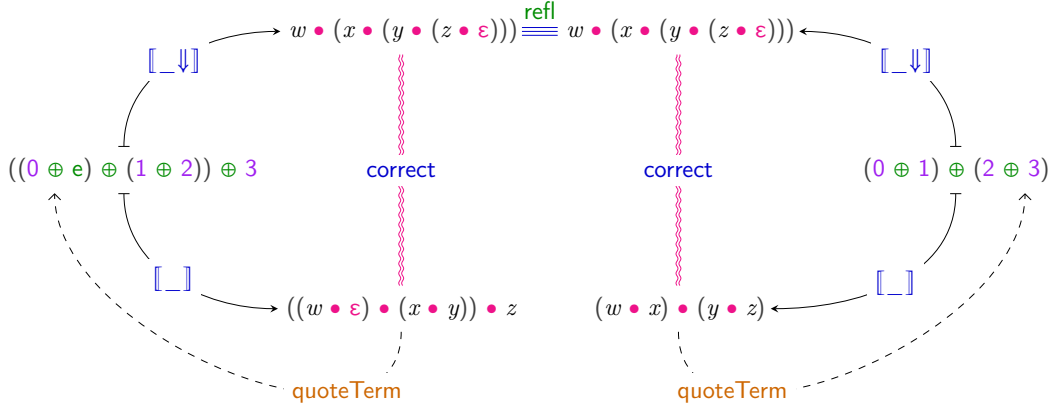 refl
w • (x • (y • (z • ε))) ≡ w • (x • (y • (z • ε)))
⟦_⇓⟧ ⟦_⇓⟧
((0 ⊕ e) ⊕ (1 ⊕ 2)) ⊕ 3 correct correct (0 ⊕ 1) ⊕ (2 ⊕ 3)
⟦_⟧ ⟦_⟧
((w • ε) • (x • y)) • z (w • x) • (y • z)
quoteTerm quoteTerm